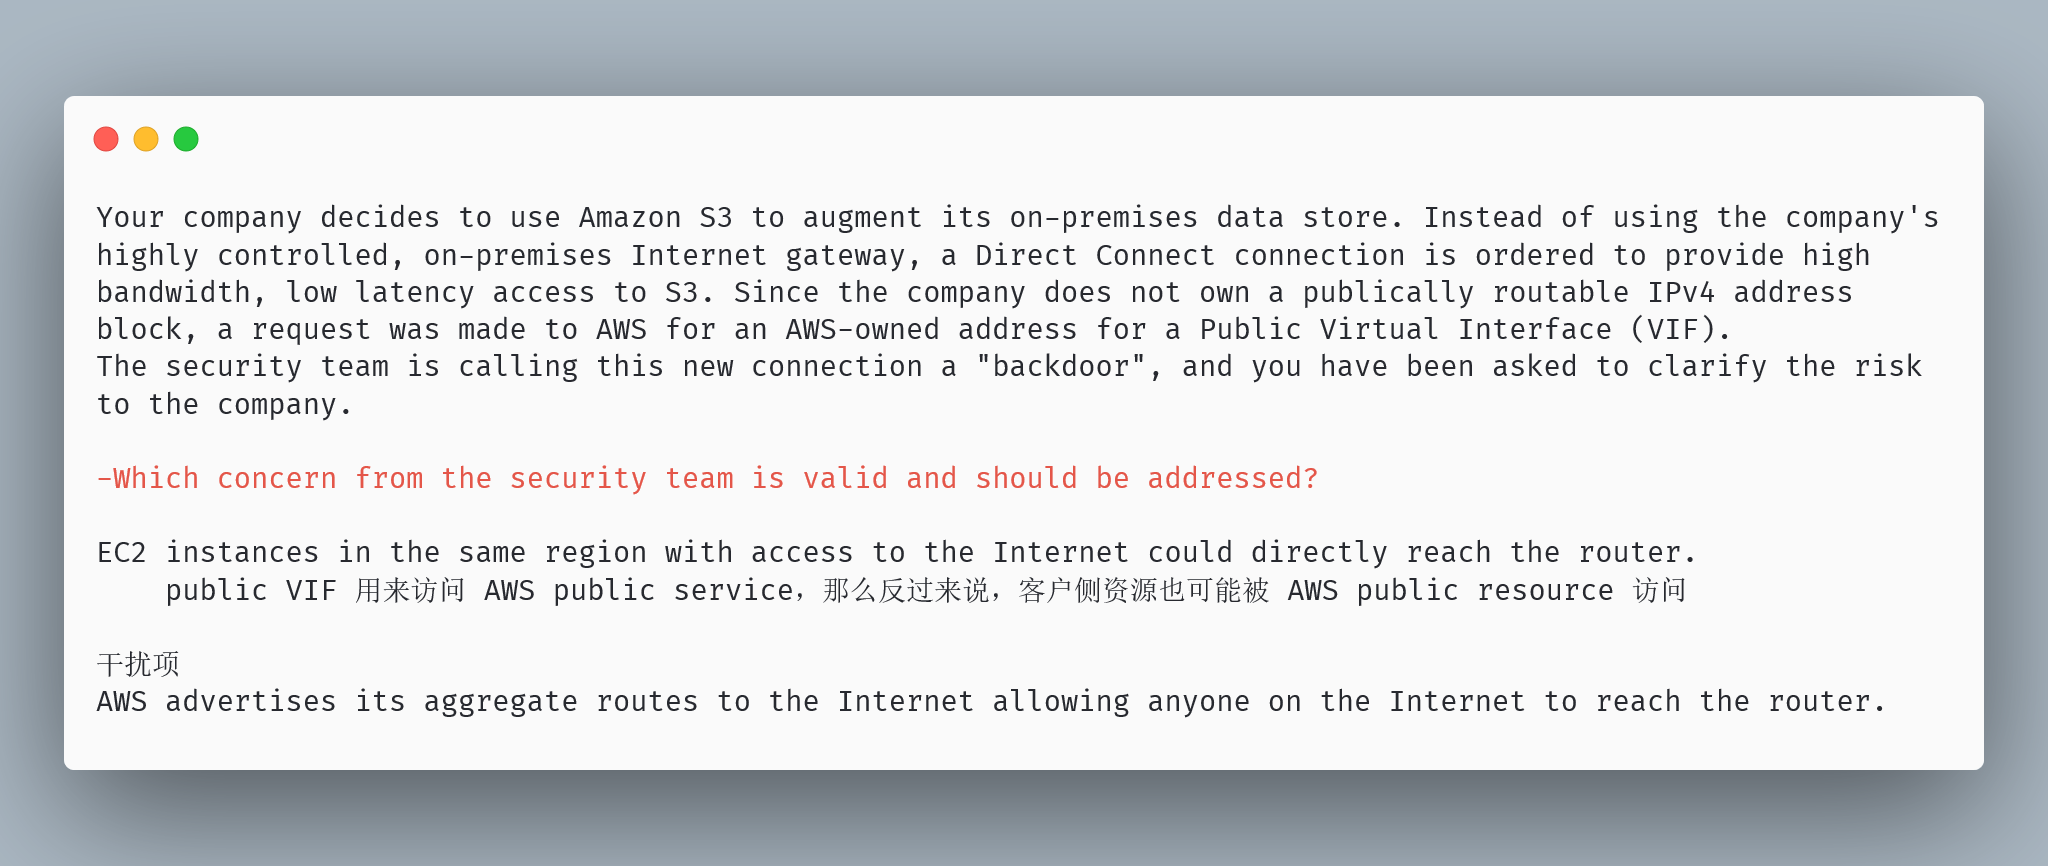 Your company decides to use Amazon S3 to augment its on-premises data store. Instead of using the company's
highly controlled, on-premises Internet gateway, a Direct Connect connection is ordered to provide high
bandwidth, low latency access to S3. Since the company does not own a publically routable IPv4 address
block, a request was made to AWS for an AWS-owned address for a Public Virtual Interface (VIF).
The security team is calling this new connection a "backdoor", and you have been asked to clarify the risk
to the company.
-Which concern from the security team is valid and should be addressed?
EC2 instances in the same region with access to the Internet could directly reach the router.
public VIF 用来访问 AWS public service，那么反过来说，客户侧资源也可能被 AWS public resource 访问
干扰项
AWS advertises its aggregate routes to the Internet allowing anyone on the Internet to reach the router.